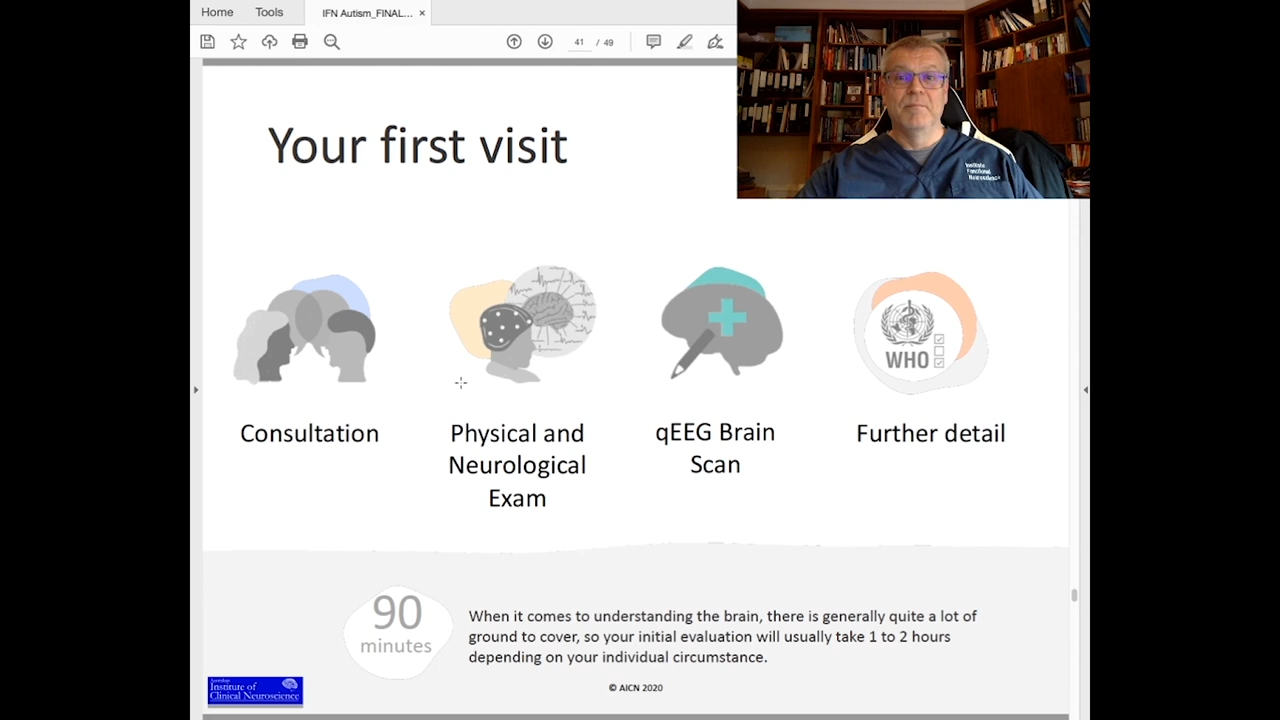 Home Tools IFN Autism_FINAL... ×
41 / 49
Your first visit
Institute
Functional
Neuroscience
WHO
Consultation
Physical and
Neurological
Exam
qEEG Brain
Scan
Further detail
90
minutes
When it comes to understanding the brain, there is generally quite a lot of
ground to cover, so your initial evaluation will usually take 1 to 2 hours
depending on your individual circumstance.
Institute of
Clinical Neuroscience
© AICN 2020